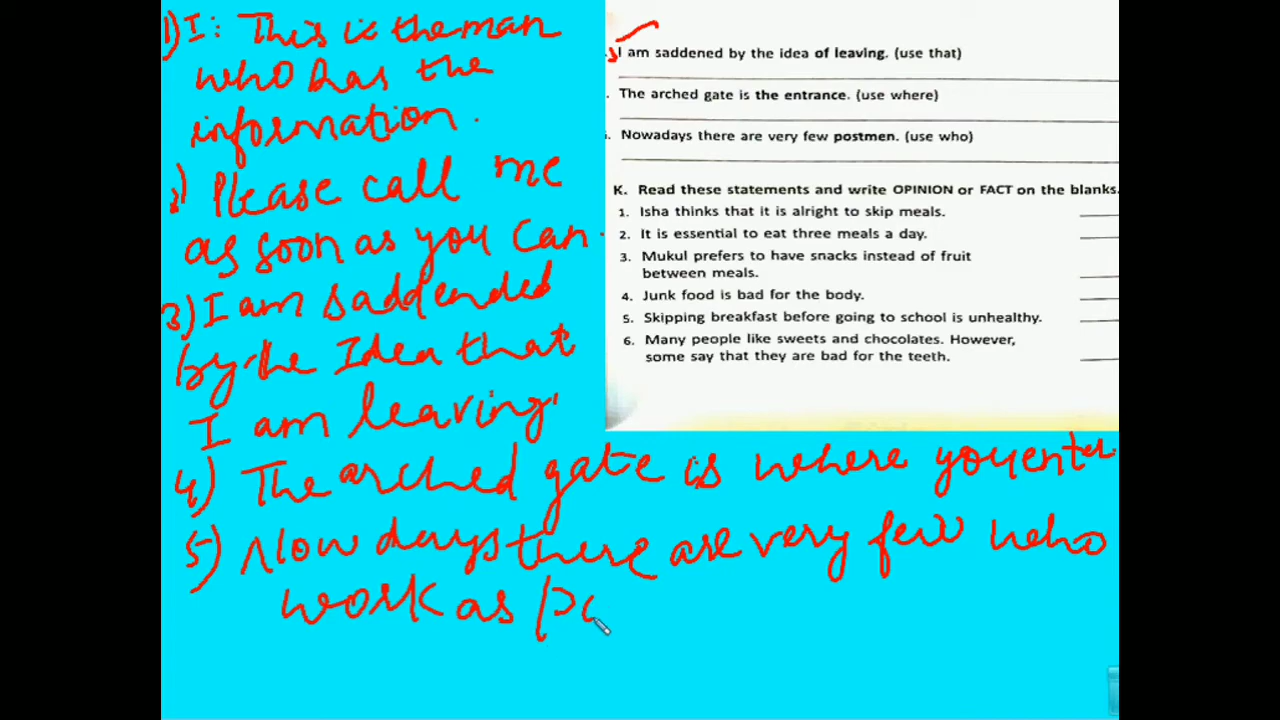 1) I: This is the man
who has the
information.
2) Please call me
as soon as you can.
3) I am saddended
by the Idea that
I am leaving.
4) The arched gate is where you enter.
5) Now days there are very few who
work as po
I am saddened by the idea of leaving. (use that)
. The arched gate is the entrance. (use where)
. Nowadays there are very few postmen. (use who)
K. Read these statements and write OPINION or FACT on the blanks.
1. Isha thinks that it is alright to skip meals.
2. It is essential to eat three meals a day.
3. Mukul prefers to have snacks instead of fruit
between meals.
4. Junk food is bad for the body.
5. Skipping breakfast before going to school is unhealthy.
6. Many people like sweets and chocolates. However,
some say that they are bad for the teeth.